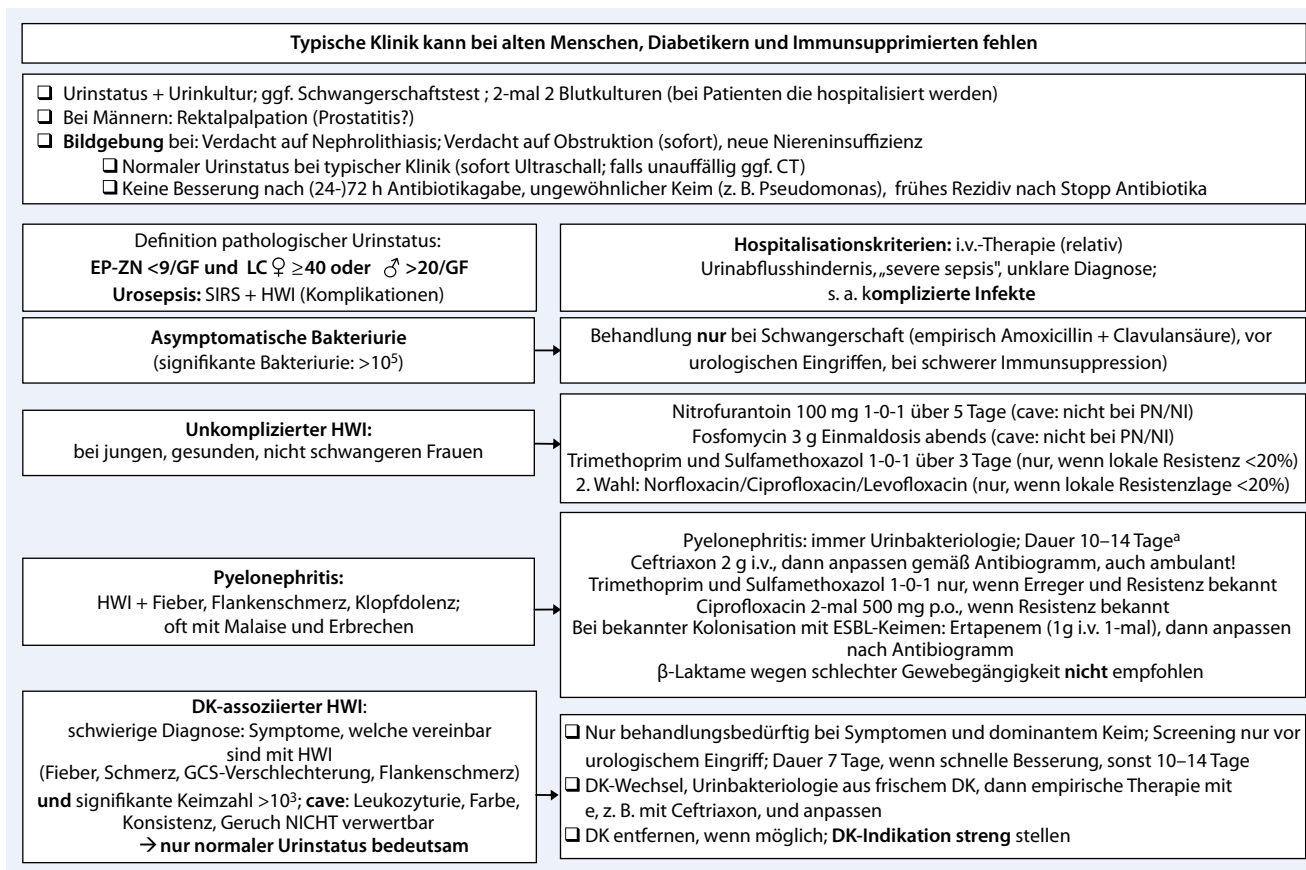 Typische Klinik kann bei alten Menschen, Diabetikern und Immunsupprimierten fehlen
❑ Urinstatus + Urinkultur; ggf. Schwangerschaftstest ; 2-mal 2 Blutkulturen (bei Patienten die hospitalisiert werden)
❑ Bei Männern: Rektalpalpation (Prostatitis?)
❑ Bildgebung bei: Verdacht auf Nephrolithiasis; Verdacht auf Obstruktion (sofort), neue Niereninsuffizienz
❑ Normaler Urinstatus bei typischer Klinik (sofort Ultraschall; falls unauffällig ggf. CT)
❑ Keine Besserung nach (24-)72 h Antibiotikagabe, ungewöhnlicher Keim (z. B. Pseudomonas), frühes Rezidiv nach Stopp Antibiotika
Definition pathologischer Urinstatus:
EP-ZN <9/GF und LC ♀ ≥40 oder ♂ >20/GF
Urosepsis: SIRS + HWI (Komplikationen)
Hospitalisationskriterien: i.v.-Therapie (relativ)
Urinabflusshindernis, „severe sepsis", unklare Diagnose;
s. a. komplizierte Infekte
Asymptomatische Bakteriurie
(signifikante Bakteriurie: >10⁵)
Behandlung nur bei Schwangerschaft (empirisch Amoxicillin + Clavulansäure), vor
urologischen Eingriffen, bei schwerer Immunsuppression)
Unkomplizierter HWI:
bei jungen, gesunden, nicht schwangeren Frauen
Nitrofurantoin 100 mg 1-0-1 über 5 Tage (cave: nicht bei PN/NI)
Fosfomycin 3 g Einmaldosis abends (cave: nicht bei PN/NI)
Trimethoprim und Sulfamethoxazol 1-0-1 über 3 Tage (nur, wenn lokale Resistenz <20%)
2. Wahl: Norfloxacin/Ciprofloxacin/Levofloxacin (nur, wenn lokale Resistenzlage <20%)
Pyelonephritis:
HWI + Fieber, Flankenschmerz, Klopfdolenz;
oft mit Malaise und Erbrechen
Pyelonephritis: immer Urinbakteriologie; Dauer 10–14 Tageᵃ
Ceftriaxon 2 g i.v., dann anpassen gemäß Antibiogramm, auch ambulant!
Trimethoprim und Sulfamethoxazol 1-0-1 nur, wenn Erreger und Resistenz bekannt
Ciprofloxacin 2-mal 500 mg p.o., wenn Resistenz bekannt
Bei bekannter Kolonisation mit ESBL-Keimen: Ertapenem (1g i.v. 1-mal), dann anpassen
nach Antibiogramm
β-Laktame wegen schlechter Gewebegängigkeit nicht empfohlen
DK-assoziierter HWI:
schwierige Diagnose: Symptome, welche vereinbar
sind mit HWI
(Fieber, Schmerz, GCS-Verschlechterung, Flankenschmerz)
und signifikante Keimzahl >10³; cave: Leukozyturie, Farbe,
Konsistenz, Geruch NICHT verwertbar
→ nur normaler Urinstatus bedeutsam
❑ Nur behandlungsbedürftig bei Symptomen und dominantem Keim; Screening nur vor
urologischem Eingriff; Dauer 7 Tage, wenn schnelle Besserung, sonst 10–14 Tage
❑ DK-Wechsel, Urinbakteriologie aus frischem DK, dann empirische Therapie mit
e, z. B. mit Ceftriaxon, und anpassen
❑ DK entfernen, wenn möglich; DK-Indikation streng stellen